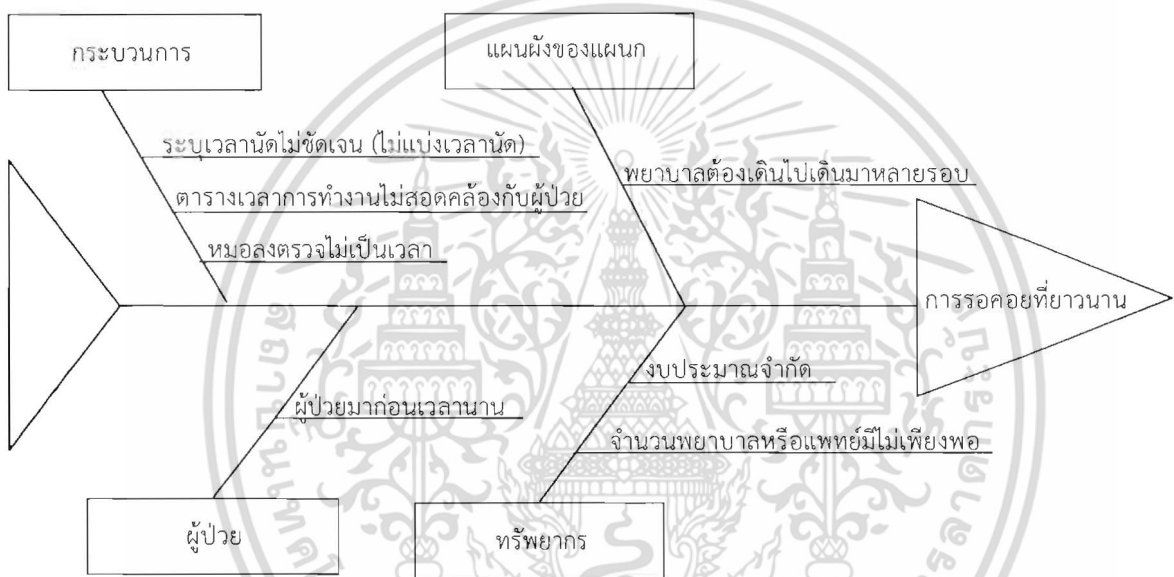 กระบวนการ
แผนผังของแผนก
ระบุเวลานัดไม่ชัดเจน (ไม่แบ่งเวลานัด)
พยาบาลต้องเดินไปเดินมาหลายรอบ
ตารางเวลาการทำงานไม่สอดคล้องกับผู้ป่วย
หมอลงตรวจไม่เป็นเวลา
การรอคอยที่ยาวนาน
งบประมาณจำกัด
ผู้ป่วยมาก่อนเวลานาน
จำนวนพยาบาลหรือแพทย์มีไม่เพียงพอ
ผู้ป่วย
ทรัพยากร